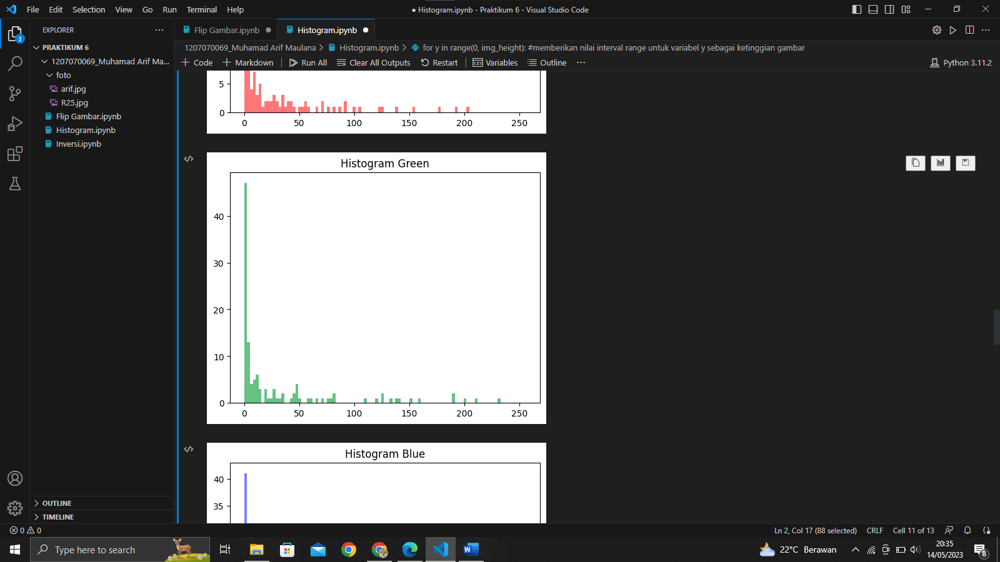 File Edit Selection View Go Run Terminal Help
● Histogram.ipynb - Praktikum 6 - Visual Studio Code
EXPLORER
Flip Gambar.ipynb
Histogram.ipynb
2
PRAKTIKUM 6
1207070069_Muhamad Arif Maulana > Histogram.ipynb > for y in range(0, img_height): #memberikan nilai interval range untuk variabel y sebagai ketinggian gambar
1207070069_Muhamad Arif Ma...
+ Code + Markdown | Run All Clear All Outputs Restart | Variables Outline ...
Python 3.11.2
foto
arif.jpg
R25.jpg
Flip Gambar.ipynb
Histogram.ipynb
Inversi.ipynb
5
0
0 50 100 150 200 250
Histogram Green
40
30
20
10
0
0 50 100 150 200 250
Histogram Blue
40
35
OUTLINE
TIMELINE
0 0
Ln 2, Col 17 (88 selected) CRLF Cell 11 of 13
Type here to search
22°C Berawan
20:35
14/05/2023
8